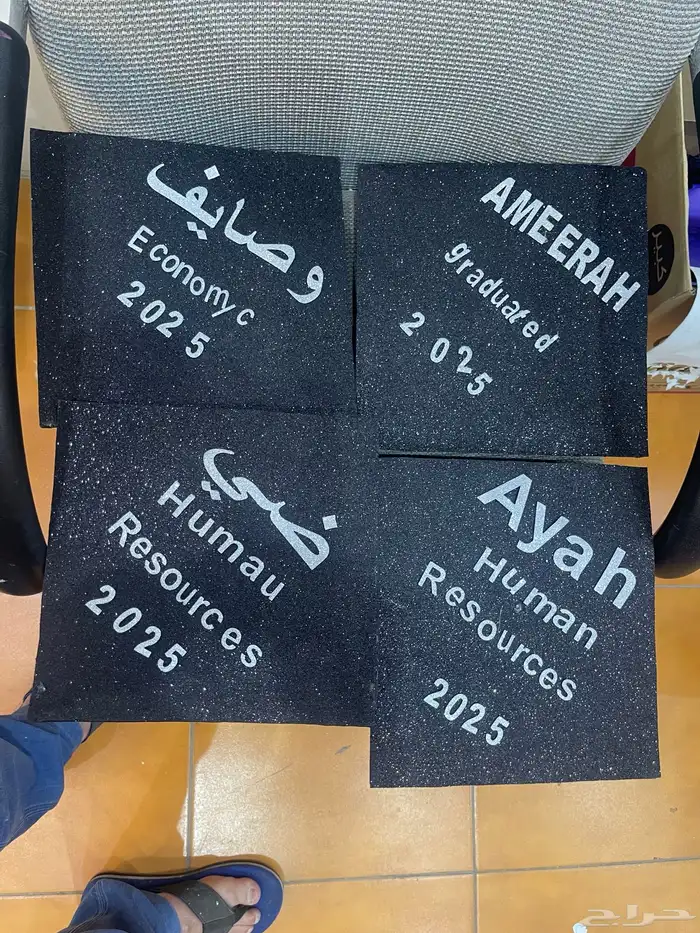 وصايف
Economyc
2025
AMEERAH
graduated
2025
ضي
Humau
Resources
2025
Ayah
Human
Resources
2025
حراج